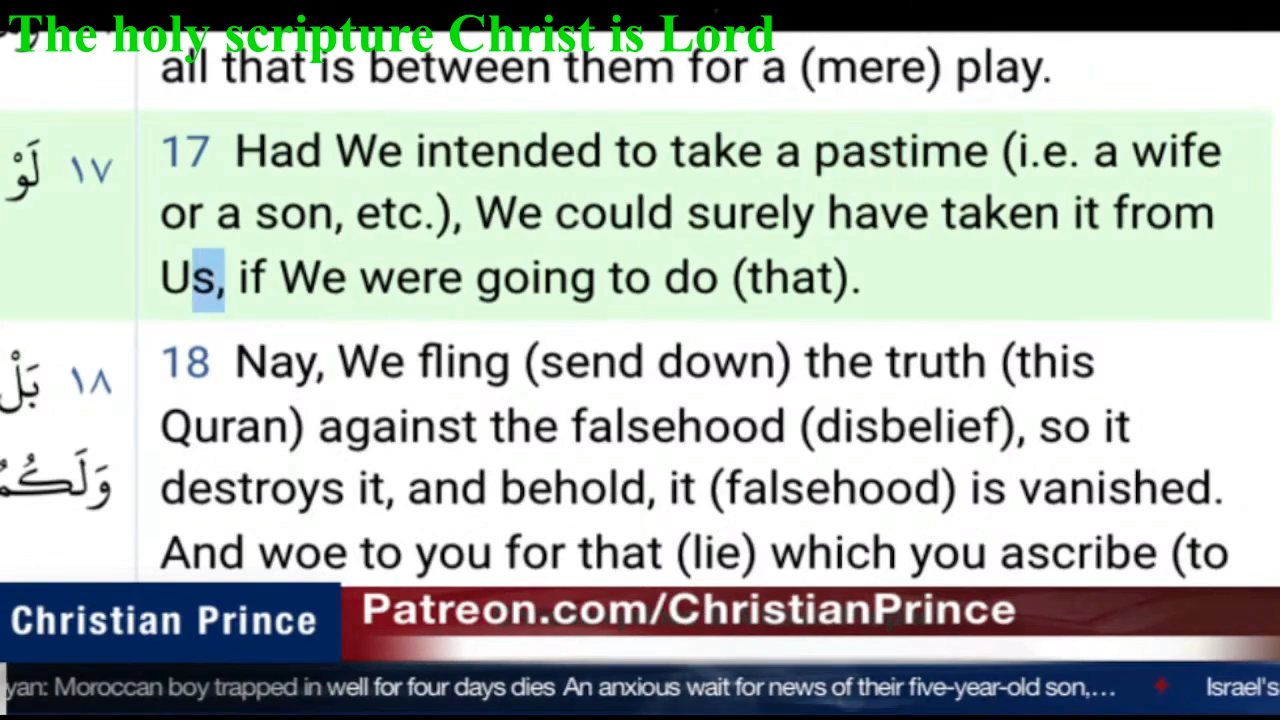 The holy scripture Christ is Lord
all that is between them for a (mere) play.
لَوْ ١٧ 17 Had We intended to take a pastime (i.e. a wife
or a son, etc.), We could surely have taken it from
Us, if We were going to do (that).
بَلْ ١٨ 18 Nay, We fling (send down) the truth (this
Quran) against the falsehood (disbelief), so it
وَلَكُمُ destroys it, and behold, it (falsehood) is vanished.
And woe to you for that (lie) which you ascribe (to
Christian Prince Patreon.com/ChristianPrince
yan: Moroccan boy trapped in well for four days dies An anxious wait for news of their five-year-old son,... Israel's